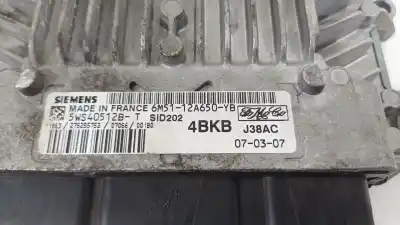 SIEMENS
MADE IN FRANCE 6M51-12A650-YB
5WS40512B-T SID202
4BKB J38AC
07-03-07